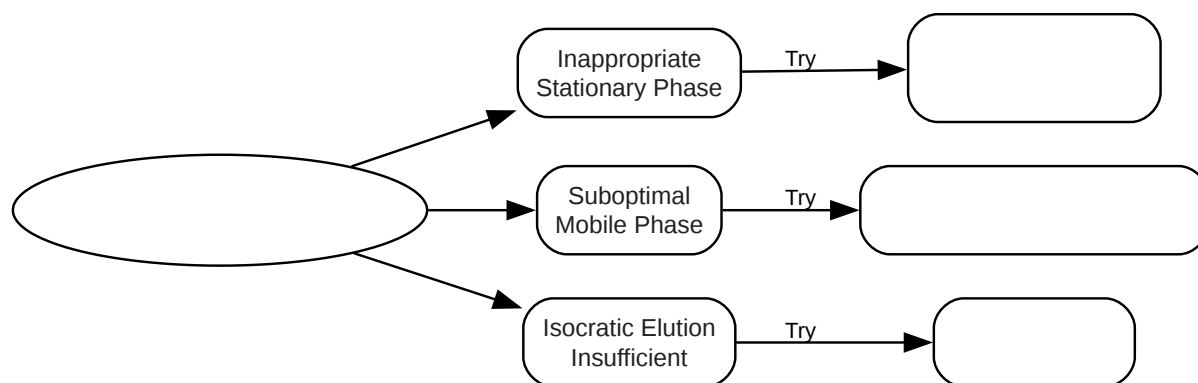 Inappropriate
Stationary Phase
Try
Suboptimal
Mobile Phase
Try
Isocratic Elution
Insufficient
Try